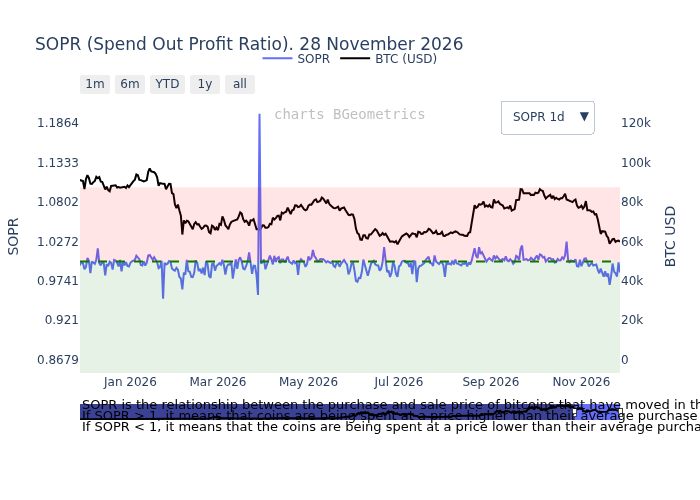 SOPR (Spend Out Profit Ratio). 28 November 2026
SOPR BTC (USD)
1m 6m YTD 1y all
charts BGeometrics
SOPR 1d ▼
1.1864
1.1333
1.0802
1.0272
0.9741
0.921
0.8679
SOPR
120k
100k
80k
60k
40k
20k
0
BTC USD
Jan 2026 Mar 2026 May 2026 Jul 2026 Sep 2026 Nov 2026
SOPR is the relationship between the purchase and sale price of bitcoins that have moved in th
If SOPR > 1, it means that the coins are being spent at a price higher than their average purchase
If SOPR < 1, it means that the coins are being spent at a price lower than their average purcha